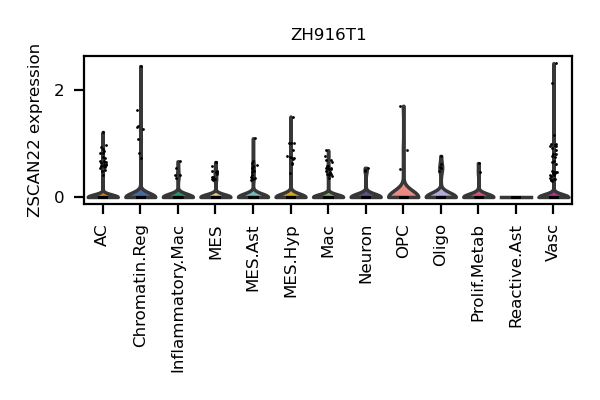 ZH916T1
ZSCAN22 expression
2
0
AC
Chromatin.Reg
Inflammatory.Mac
MES
MES.Ast
MES.Hyp
Mac
Neuron
OPC
Oligo
Prolif.Metab
Reactive.Ast
Vasc